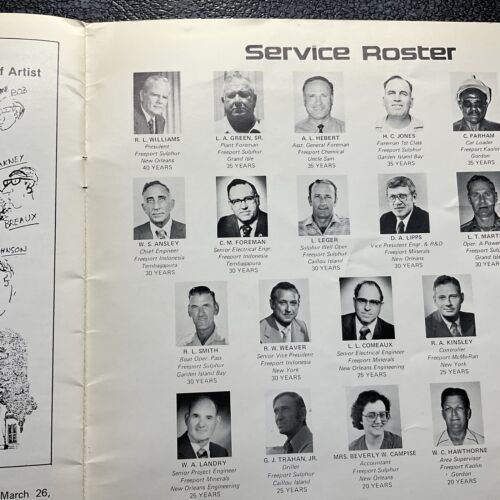 f Artist
BOB
BREAUX
March 26,
Service Roster
R. L. WILLIAMS
President
Freeport Sulphur
New Orleans
40 YEARS
L. A. GREEN, SR.
Plant Foreman
Freeport Sulphur
Grand Isle
35 YEARS
A. L. HEBERT
Asst. General Foreman
Freeport Chemical
Uncle Sam
35 YEARS
H. C. JONES
Foreman 1st Class
Freeport Sulphur
Garden Island Bay
35 YEARS
C. PARHAM
Car Loader
Freeport Kaolin
Gordon
35 YEARS
W. S. ANSLEY
Chief Engineer
Freeport Indonesia
Tembagapura
30 YEARS
C. M. FOREMAN
Senior Electrical Engr.
Freeport Indonesia
Tembagapura
30 YEARS
L. LEGER
Sulphur Well Oper.
Freeport Sulphur
Caillou Island
30 YEARS
D. A. LIPPS
Vice President Engr. & R&D
Freeport Minerals
New Orleans
30 YEARS
L. T. MART
Oper. A-Powe
Freeport Sul
Grand Isl
30 YEAR
R. L. SMITH
Boat Oper. Pass
Freeport Sulphur
Garden Island Bay
30 YEARS
R. W. WEAVER
Senior Vice President
Freeport Indonesia
New York
30 YEARS
L. L. COMEAUX
Senior Electrical Engineer
Freeport Minerals
New Orleans Engineering
25 YEARS
R. A. KINSLEY
Controller
Freeport McMo-Ran
New York
25 YEARS
W. A. LANDRY
Senior Project Engineer
Freeport Minerals
New Orleans Engineering
25 YEARS
G. J. TRAHAN, JR.
Driller
Freeport Sulphur
Caillou Island
25 YEARS
MRS. BEVERLY W. CAMPISE
Accountant
Freeport Sulphur
New Orleans
20 YEARS
W. C. HAWTHORNE
Area Supervisor
Freeport Kaolin
Gordon
20 YEARS